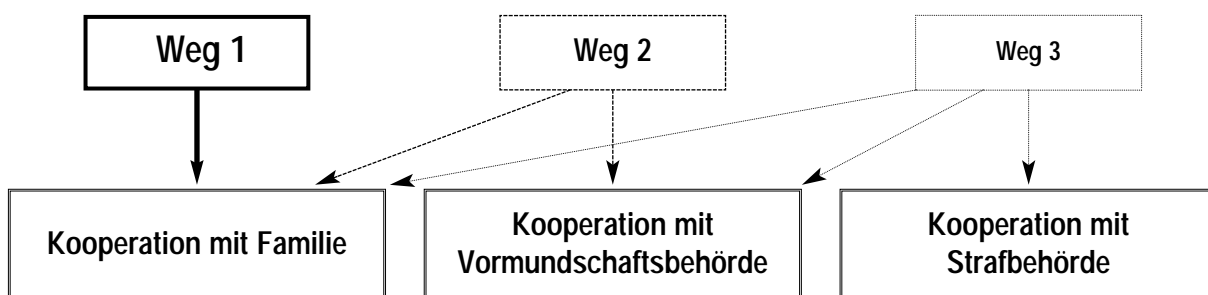 Weg 1
Weg 2
Weg 3
Kooperation mit Familie
Kooperation mit
Vormundschaftsbehörde
Kooperation mit
Strafbehörde